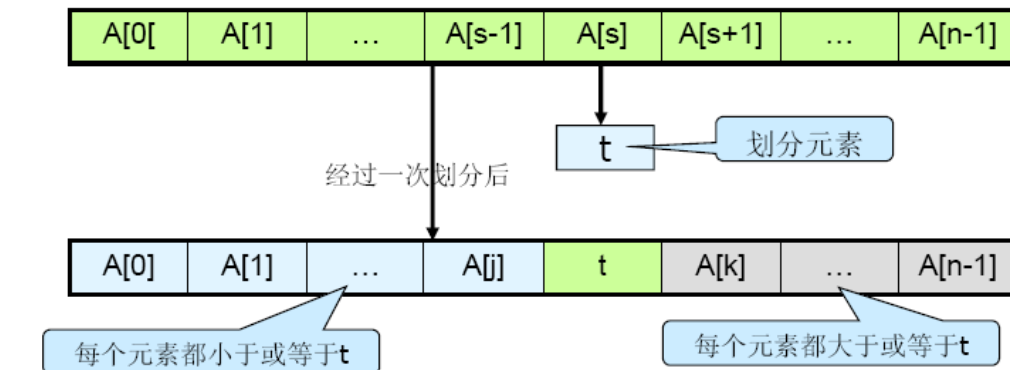 A[0[ A[1] … A[s-1] A[s] A[s+1] … A[n-1]
t 划分元素
经过一次划分后
A[0] A[1] … A[j] t A[k] … A[n-1]
每个元素都小于或等于t 每个元素都大于或等于t